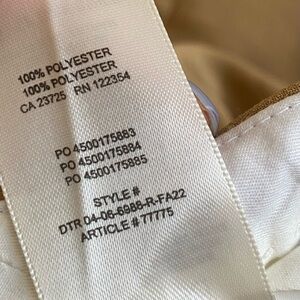 100% POLYESTER
100% POLYESTER
CA 23725 RN 122354
PO 4500175883
PO 4500175884
PO 4500175885
STYLE #
DTR 04-06-6988-R-FA22
ARTICLE # 77775